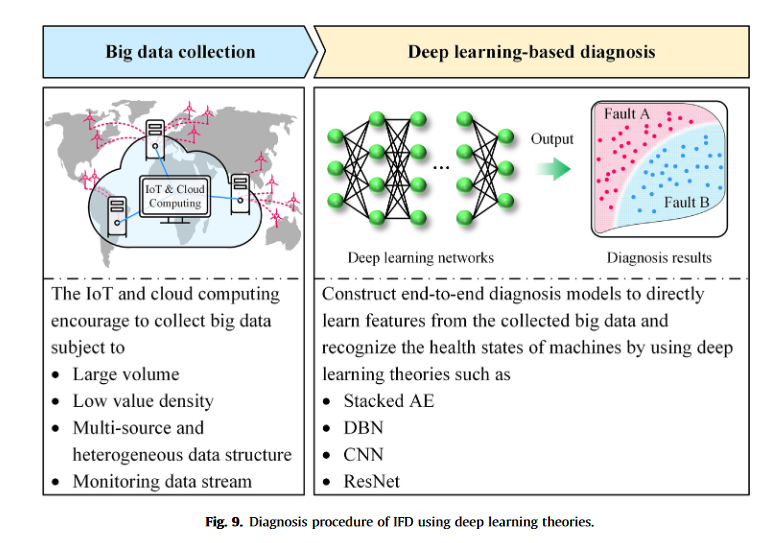 Big data collection
Deep learning-based diagnosis
IoT & Cloud
Computing
Output
Fault A
Fault B
Deep learning networks
Diagnosis results
The IoT and cloud computing
encourage to collect big data
subject to
• Large volume
• Low value density
• Multi-source and
heterogeneous data structure
• Monitoring data stream
Construct end-to-end diagnosis models to directly
learn features from the collected big data and
recognize the health states of machines by using deep
learning theories such as
• Stacked AE
• DBN
• CNN
• ResNet
Fig. 9. Diagnosis procedure of IFD using deep learning theories.